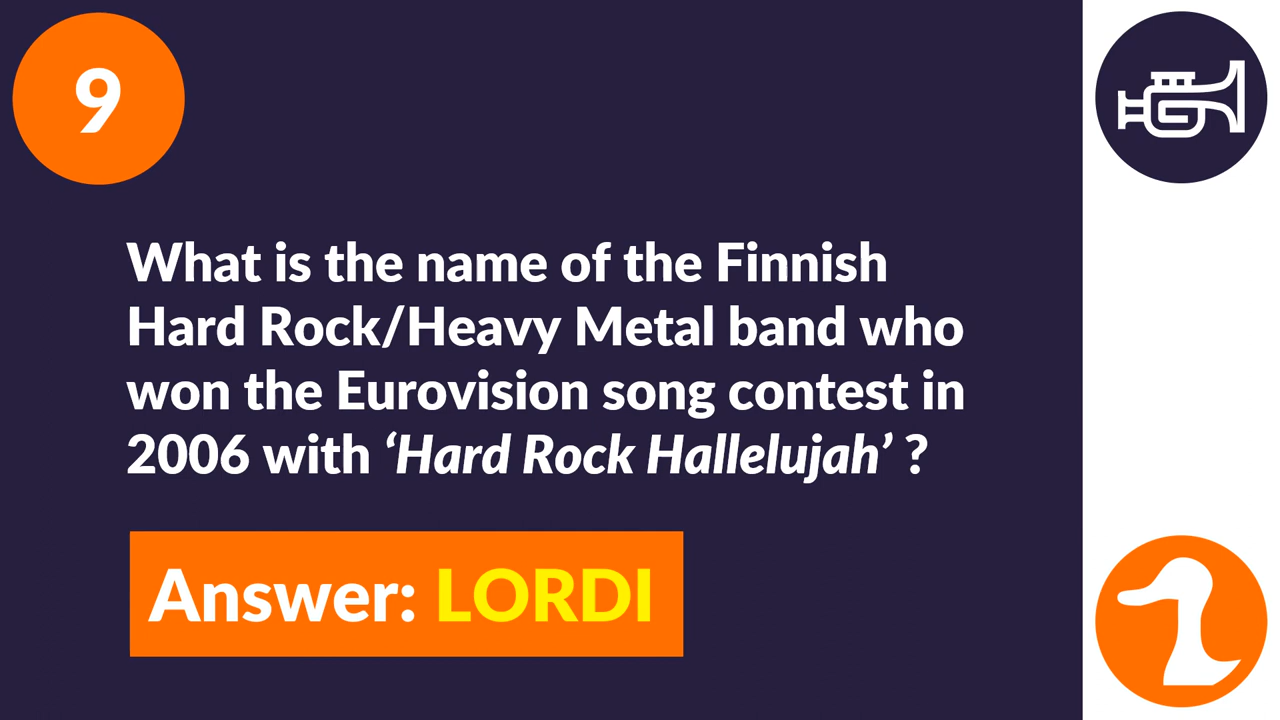 9
What is the name of the Finnish
Hard Rock/Heavy Metal band who
won the Eurovision song contest in
2006 with ‘Hard Rock Hallelujah’ ?
Answer: LORDI